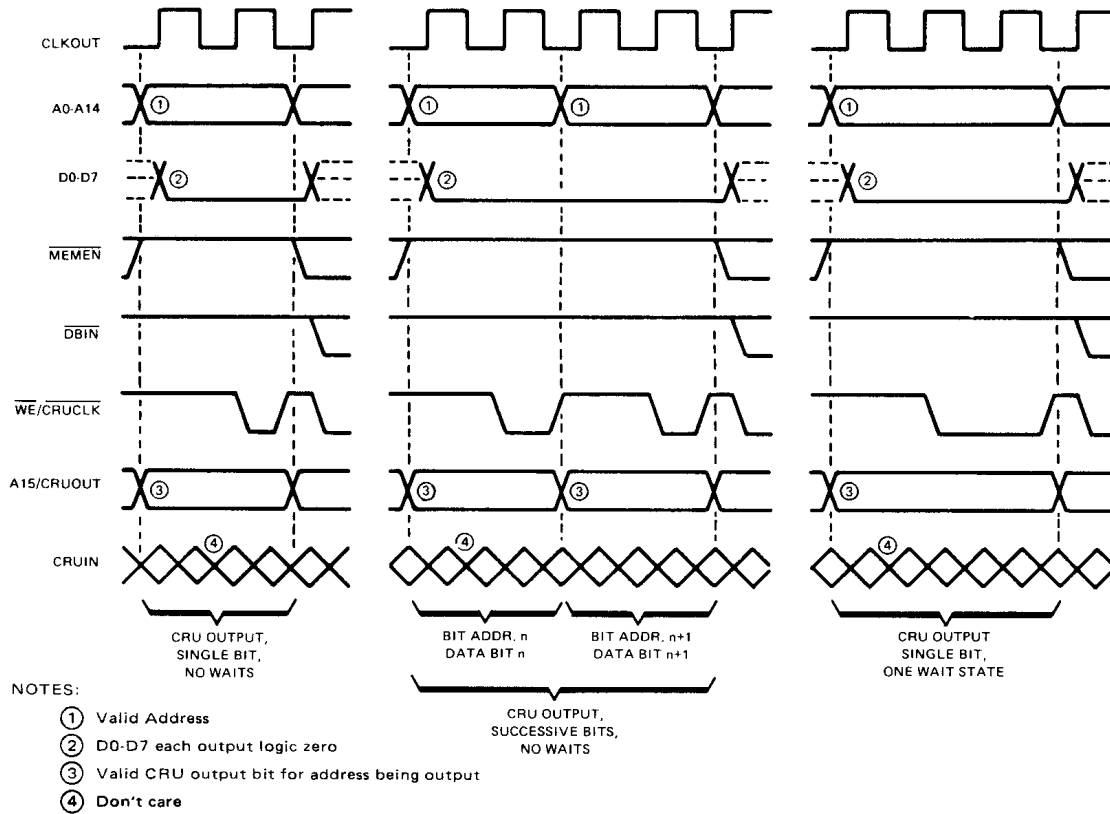 CLKOUT
A0-A14
① ① ① ①
D0-D7
② ② ②
MEMEN
DBIN
WE/CRUCLK
A15/CRUOUT
③ ③ ③ ③
CRUIN
④ ④ ④
CRU OUTPUT,
SINGLE BIT,
NO WAITS
BIT ADDR, n
DATA BIT n
BIT ADDR, n+1
DATA BIT n+1
CRU OUTPUT
SINGLE BIT,
ONE WAIT STATE
CRU OUTPUT,
SUCCESSIVE BITS,
NO WAITS
NOTES:
① Valid Address
② D0-D7 each output logic zero
③ Valid CRU output bit for address being output
④ Don't care